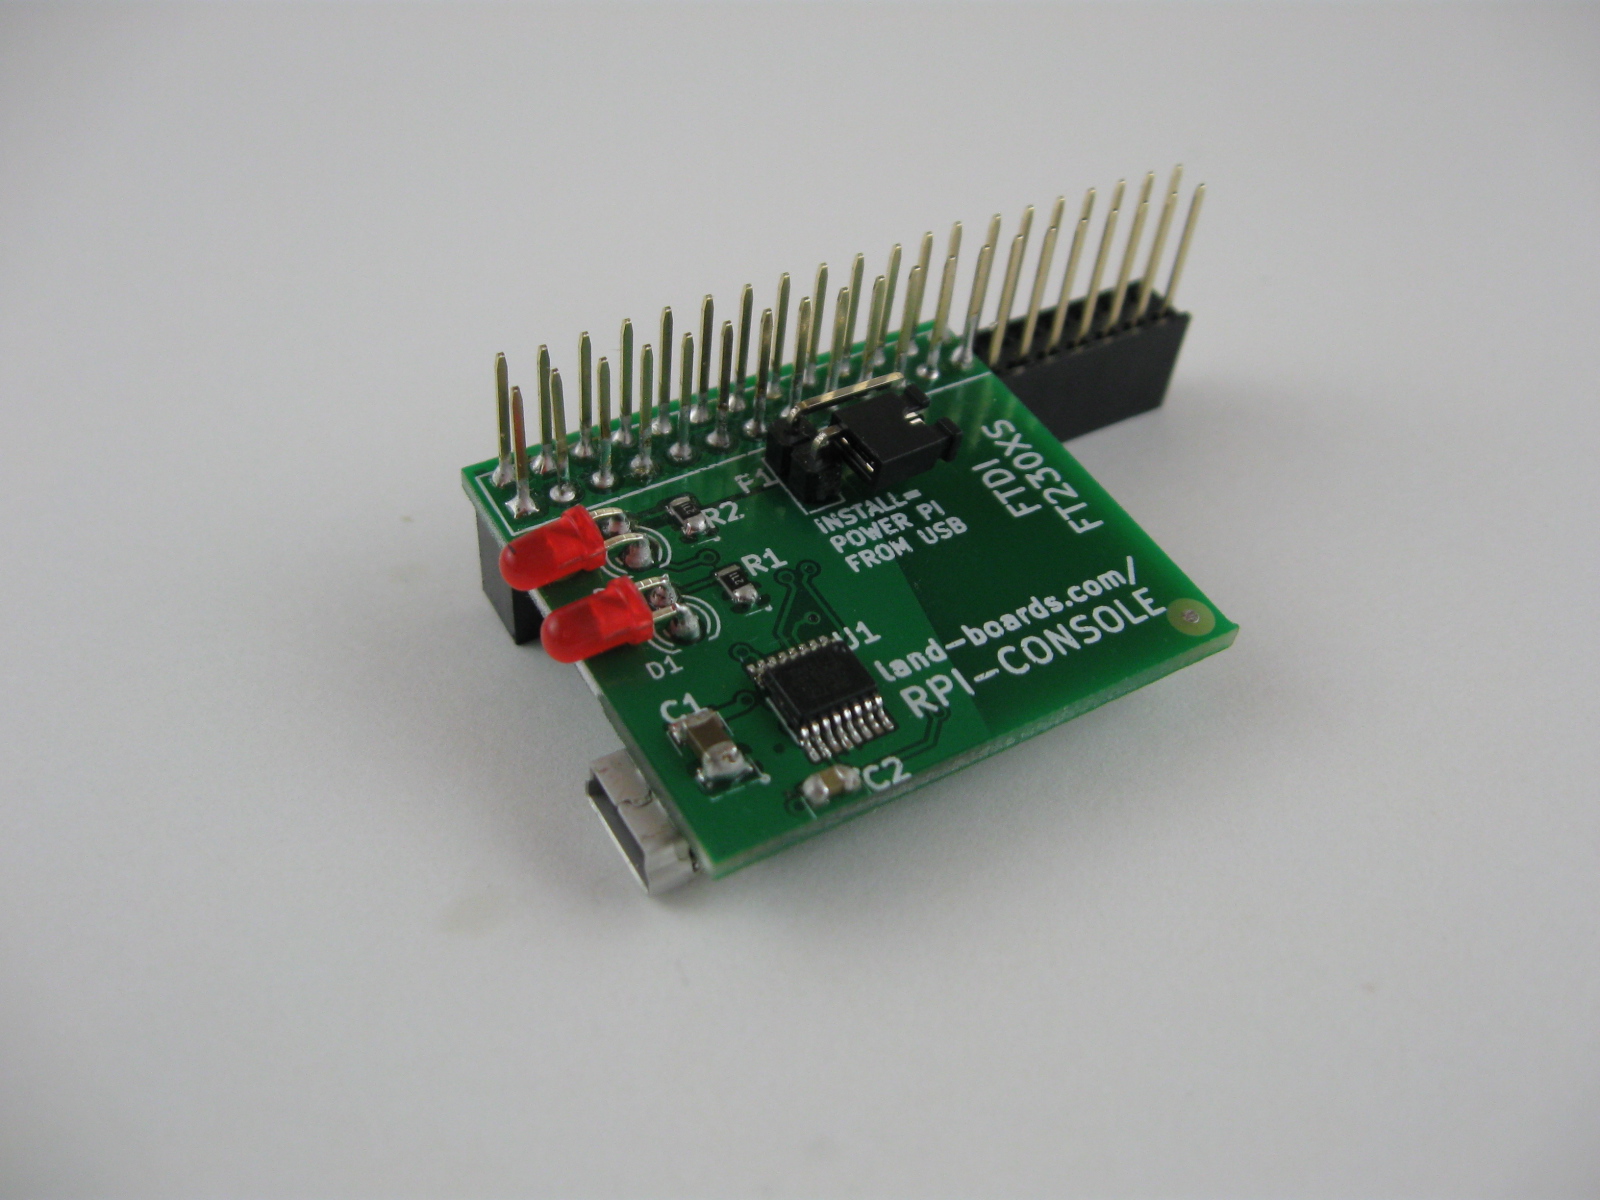 F1
R2
R1
INSTALL=
POWER PI
FROM USB
FTDI
FT230XS
D1
U1
land-boards.com/
RPI-CONSOLE
C1
C2